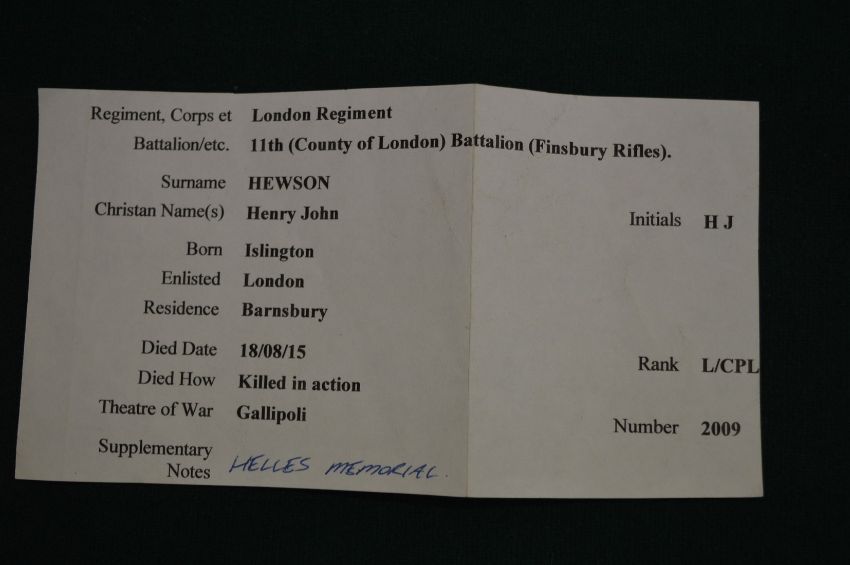 Regiment, Corps et London Regiment
Battalion/etc. 11th (County of London) Battalion (Finsbury Rifles).
Surname HEWSON
Christan Name(s) Henry John Initials H J
Born Islington
Enlisted London
Residence Barnsbury
Died Date 18/08/15
Died How Killed in action Rank L/CPL
Theatre of War Gallipoli
Number 2009
Supplementary
Notes HELLES MEMORIAL.